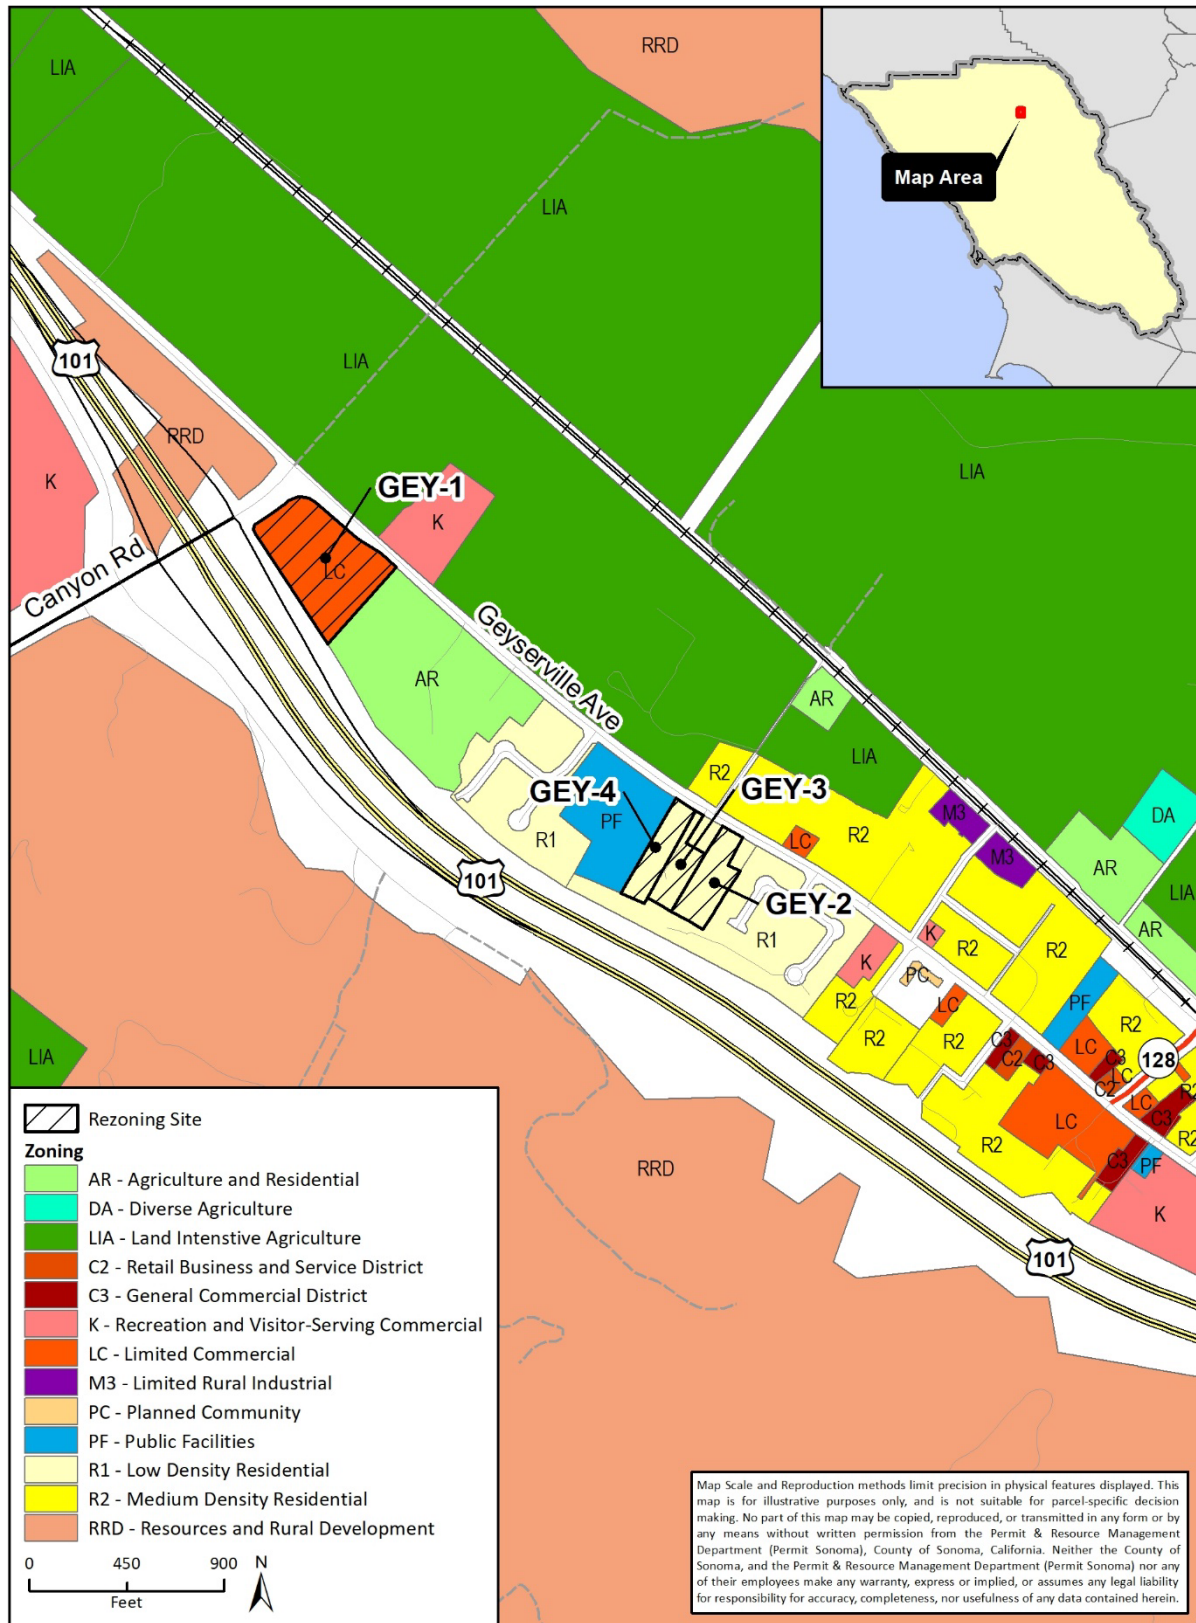 RRD
LIA
Map Area
LIA
LIA
101
RRD
LIA
K
GEY-1
K
LC
Canyon Rd
Geyserville Ave
AR
AR
LIA
R2
GEY-3
DA
GEY-4
PF
M3
R2
LC
M3
R1
AR
101
LIA
GEY-2
R1
K
AR
K
R2
R2
PC
R2
LC
PF
R2
R2
R2
C3
LC
C3
128
LIA
C2
C3
LC
C2
LC
R2
C3
LC
R2
R2
C3
PF
RRD
K
101
Rezoning Site
Zoning
AR - Agriculture and Residential
DA - Diverse Agriculture
LIA - Land Intenstive Agriculture
C2 - Retail Business and Service District
C3 - General Commercial District
K - Recreation and Visitor-Serving Commercial
LC - Limited Commercial
M3 - Limited Rural Industrial
PC - Planned Community
PF - Public Facilities
R1 - Low Density Residential
R2 - Medium Density Residential
RRD - Resources and Rural Development
0 450 900 N
Feet
Map Scale and Reproduction methods limit precision in physical features displayed. This
map is for illustrative purposes only, and is not suitable for parcel-specific decision
making. No part of this map may be copied, reproduced, or transmitted in any form or by
any means without written permission from the Permit & Resource Management
Department (Permit Sonoma), County of Sonoma, California. Neither the County of
Sonoma, and the Permit & Resource Management Department (Permit Sonoma) nor any
of their employees make any warranty, express or implied, or assumes any legal liability
for responsibility for accuracy, completeness, nor usefulness of any data contained herein.